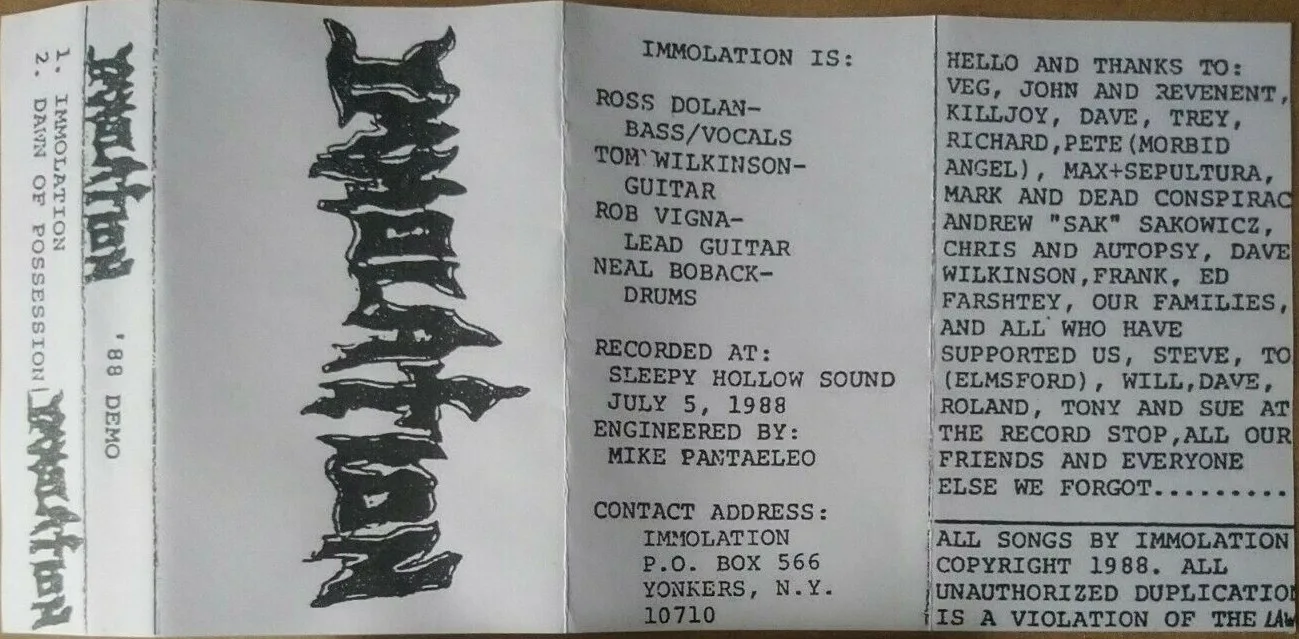 1. IMMOLATION
2. DAWN OF POSSESSION
IMMOLATION
IMMOLATION
'88 DEMO
IMMOLATION
IMMOLATION IS:
ROSS DOLAN-
BASS/VOCALS
TOM WILKINSON-
GUITAR
ROB VIGNA-
LEAD GUITAR
NEAL BOBACK-
DRUMS
RECORDED AT:
SLEEPY HOLLOW SOUND
JULY 5, 1988
ENGINEERED BY:
MIKE PANTAELEO
CONTACT ADDRESS:
IMMOLATION
P.O. BOX 566
YONKERS, N.Y.
10710
HELLO AND THANKS TO:
VEG, JOHN AND REVENENT,
KILLJOY, DAVE, TREY,
RICHARD,PETE(MORBID
ANGEL), MAX+SEPULTURA,
MARK AND DEAD CONSPIRAC
ANDREW "SAK" SAKOWICZ,
CHRIS AND AUTOPSY, DAVE
WILKINSON,FRANK, ED
FARSHTEY, OUR FAMILIES,
AND ALL WHO HAVE
SUPPORTED US, STEVE, TO
(ELMSFORD), WILL,DAVE,
ROLAND, TONY AND SUE AT
THE RECORD STOP,ALL OUR
FRIENDS AND EVERYONE
ELSE WE FORGOT.........
ALL SONGS BY IMMOLATION
COPYRIGHT 1988. ALL
UNAUTHORIZED DUPLICATION
IS A VIOLATION OF THE LAW